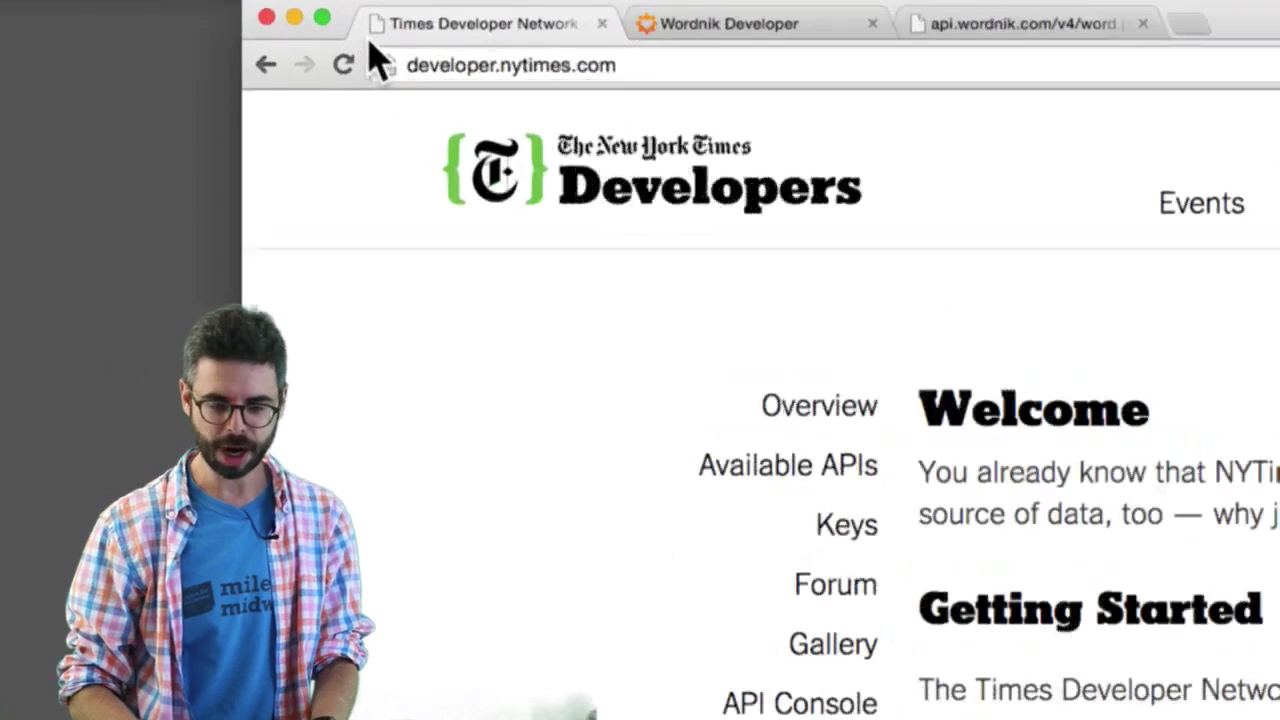 Times Developer Network
Wordnik Developer
api.wordnik.com/v4/word
developer.nytimes.com
The New York Times
{T} Developers
Events
Overview
Available APIs
Keys
Forum
Gallery
API Console
Welcome
You already know that
source of data, too — why
Getting Started
The Times Developer
mile